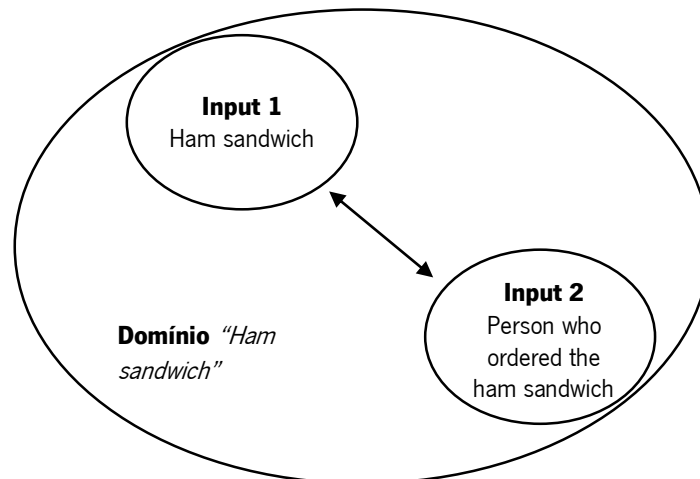 Input 1
Ham sandwich
Input 2
Person who
ordered the
ham sandwich
Domínio “Ham
sandwich”